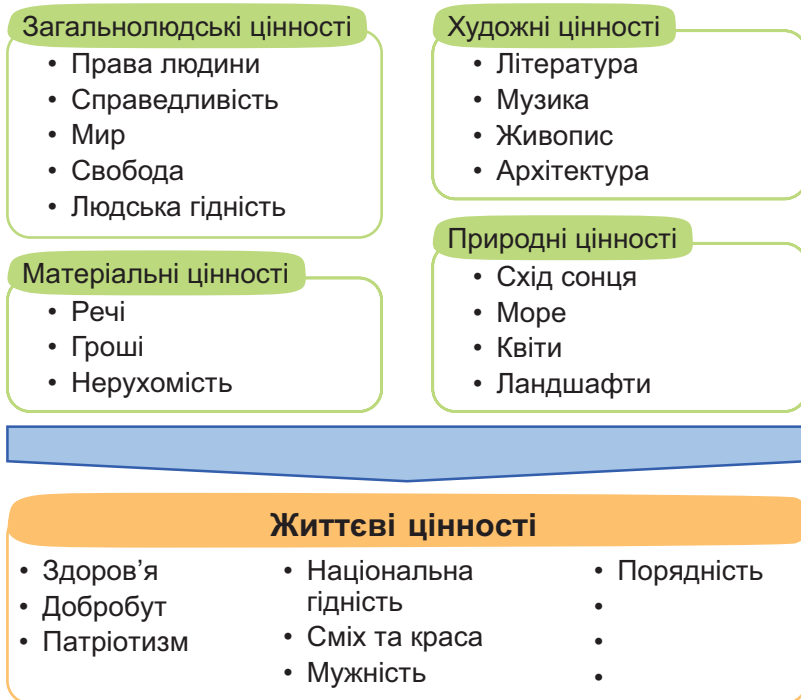 Загальнолюдські цінності
• Права людини
• Справедливість
• Мир
• Свобода
• Людська гідність
Матеріальні цінності
• Речі
• Гроші
• Нерухомість
Художні цінності
• Література
• Музика
• Живопис
• Архітектура
Природні цінності
• Схід сонця
• Море
• Квіти
• Ландшафти
Життєві цінності
• Здоров’я
• Добробут
• Патріотизм
• Національна
гідність
• Сміх та краса
• Мужність
• Порядність
•
•
•